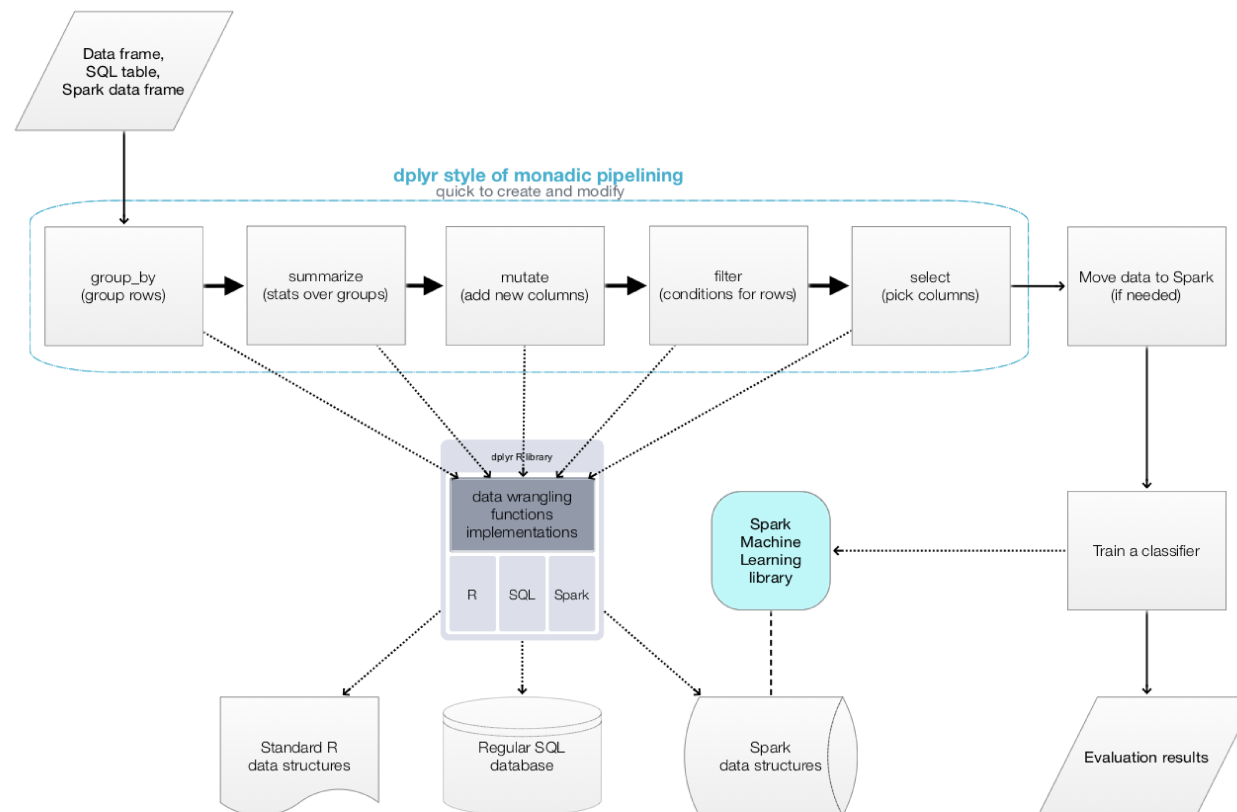 Data frame,
SQL table,
Spark data frame
dplyr style of monadic pipelining
quick to create and modify
group_by
(group rows)
summarize
(stats over groups)
mutate
(add new columns)
filter
(conditions for rows)
select
(pick columns)
Move data to Spark
(if needed)
dplyr R library
data wrangling
functions
implementations
R
SQL
Spark
Spark
Machine
Learning
library
Train a classifier
Standard R
data structures
Regular SQL
database
Spark
data structures
Evaluation results